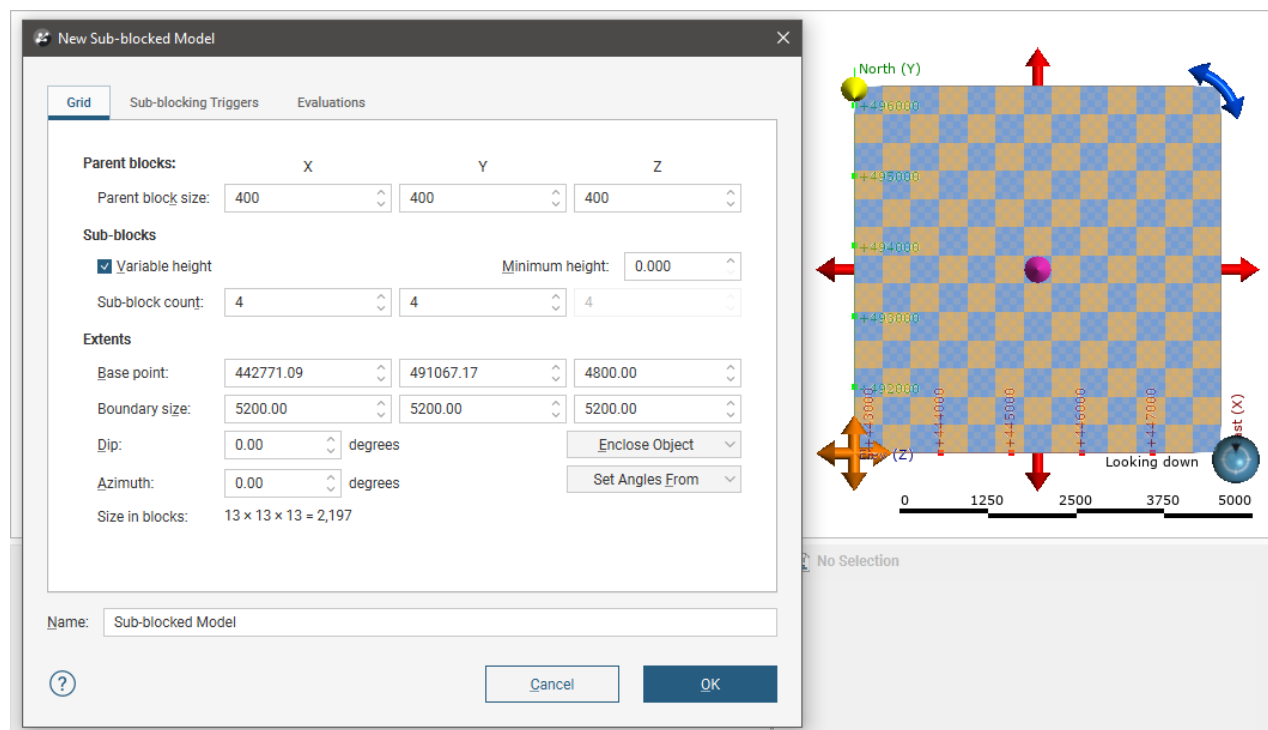 New Sub-blocked Model
Grid Sub-blocking Triggers Evaluations
Parent blocks: X Y Z
Parent block size: 400 400 400
Sub-blocks
Variable height Minimum height: 0.000
Sub-block count: 4 4 4
Extents
Base point: 442771.09 491067.17 4800.00
Boundary size: 5200.00 5200.00 5200.00
Dip: 0.00 degrees Enclose Object
Azimuth: 0.00 degrees Set Angles From
Size in blocks: 13 × 13 × 13 = 2,197
Name: Sub-blocked Model
? Cancel OK
North (Y)
+496000
+495000
+494000
+493000
+492000
+443000
+444000
+445000
+446000
+447000
ast (X)
(Z)
Looking down
0 1250 2500 3750 5000
No Selection